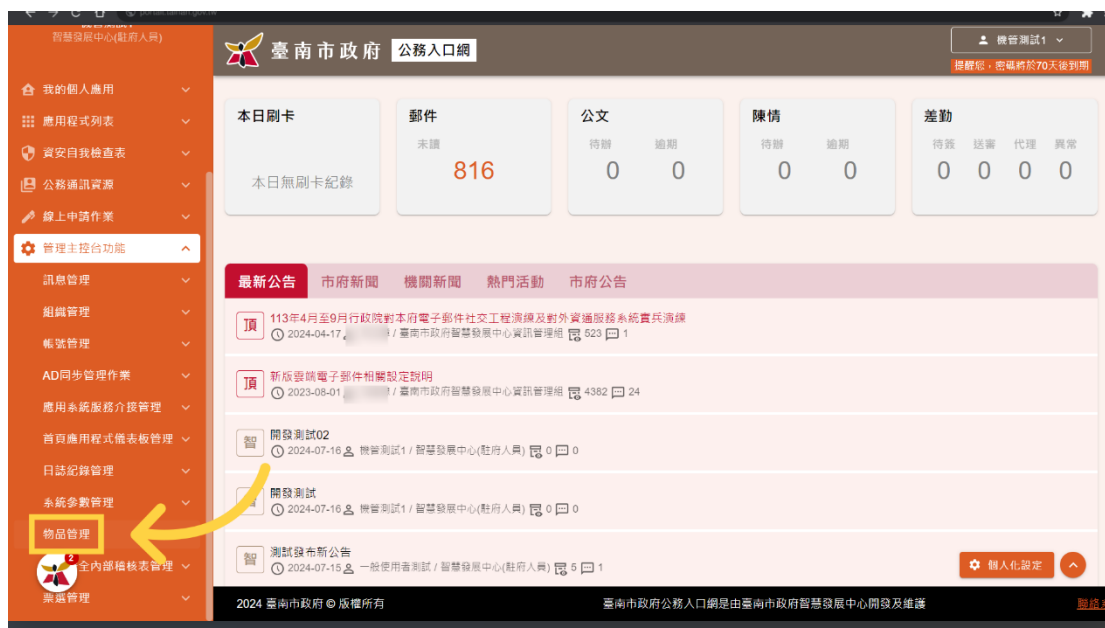 智慧發展中心(駐府人員)
我的個人應用
應用程式列表
資安自我檢查表
公務通訊資源
線上申請作業
管理主控台功能
訊息管理
組織管理
帳號管理
AD同步管理作業
應用系統服務介接管理
首頁應用程式儀表板管理
日誌紀錄管理
系統參數管理
物品管理
2
全內部稽核表管理
票選管理
臺南市政府 公務入口網
機管測試1
提醒您，密碼將於70天後到期
本日刷卡
本日無刷卡紀錄
郵件
未讀
816
公文
待辦 逾期
0 0
陳情
待辦 逾期
0 0
差勤
待簽 送審 代理 異常
0 0 0 0
最新公告 市府新聞 機關新聞 熱門活動 市府公告
頂 113年4月至9月行政院對本府電子郵件社交工程演練及對外資通服務系統實兵演練
2024-04-17 / 臺南市政府智慧發展中心資訊管理組 523 1
頂 新版雲端電子郵件相關設定說明
2023-08-01 / 臺南市政府智慧發展中心資訊管理組 4382 24
智 開發測試02
2024-07-16 機管測試1 / 智慧發展中心(駐府人員) 0 0
開發測試
2024-07-16 機管測試1 / 智慧發展中心(駐府人員) 0 0
智 測試發布新公告
2024-07-15 一般使用者測試 / 智慧發展中心(駐府人員) 5 1
個人化設定
2024 臺南市政府 © 版權所有 臺南市政府公務入口網是由臺南市政府智慧發展中心開發及維護 聯絡